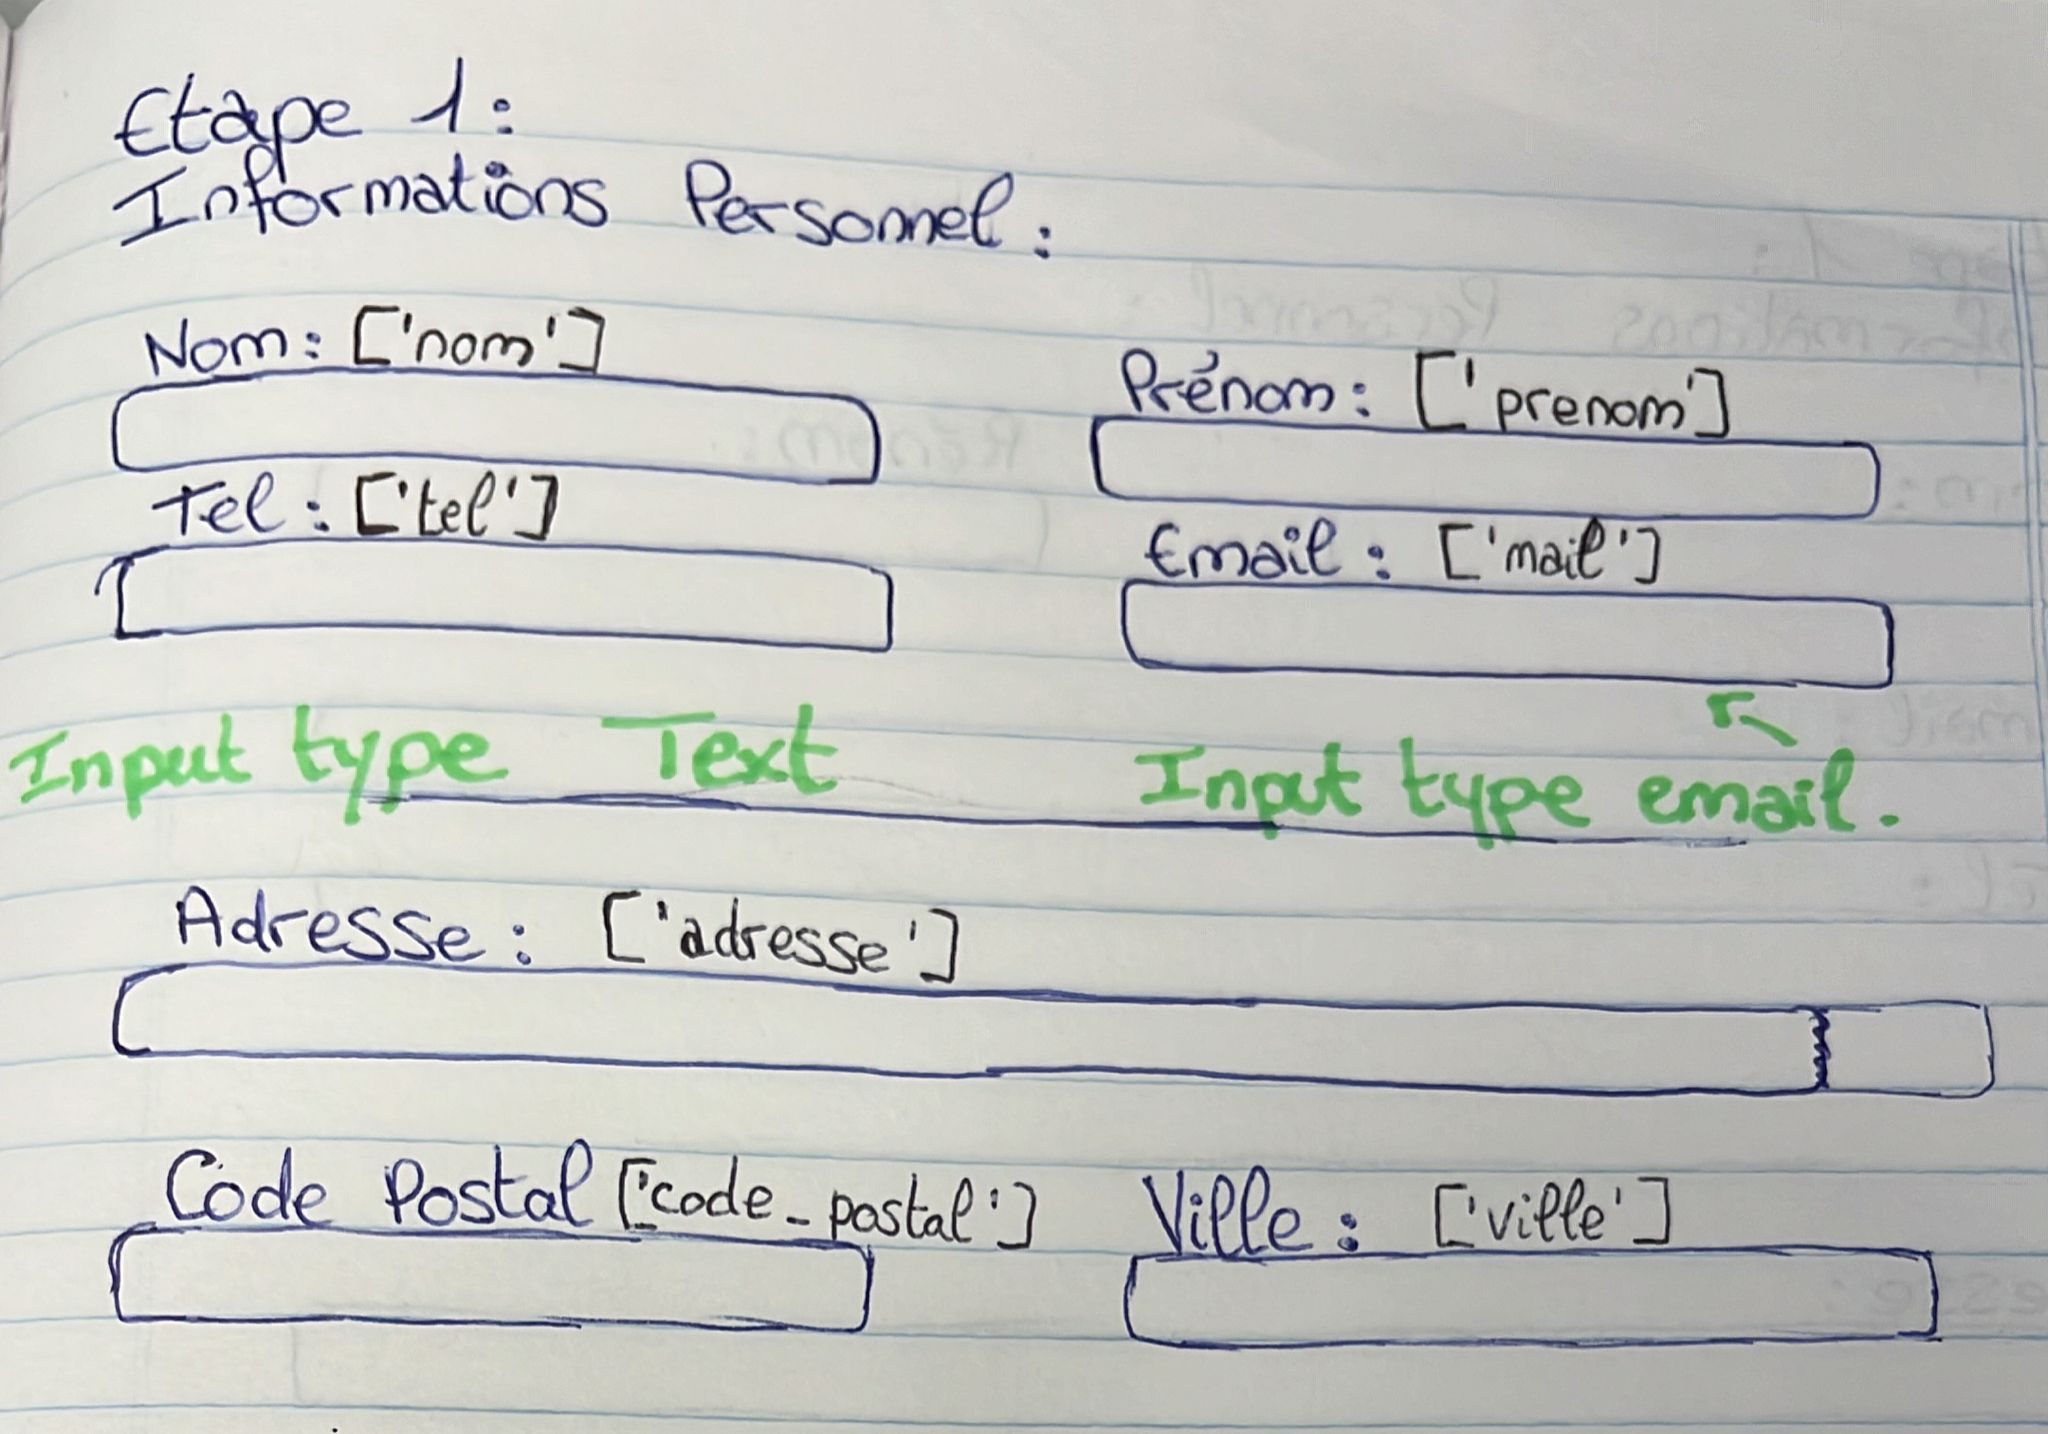 Etape 1:
Informations Personnel:
Nom: ['nom']
Prénom: ['prenom']
Tel: ['tel']
Email: ['mail']
Input type Text
Input type email.
Adresse: ['adresse']
Code Postal ['code_postal']
Ville: ['ville']